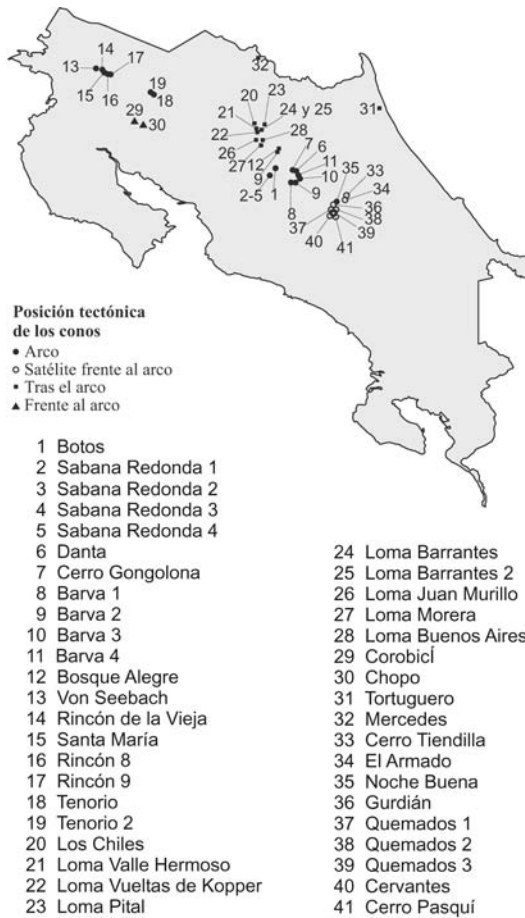 14
13
17
15
16
19
18
29
30
32
20
23
21
24 y 25
22
28
26
7
6
27
12
11
9
10
2-5
1
8
9
31
35
33
34
36
37
38
39
40
41
Posición tectónica
de los conos
Arco
Satélite frente al arco
Tras el arco
Frente al arco
1 Botos
2 Sabana Redonda 1
3 Sabana Redonda 2
4 Sabana Redonda 3
5 Sabana Redonda 4
6 Danta
7 Cerro Gongolona
8 Barva 1
9 Barva 2
10 Barva 3
11 Barva 4
12 Bosque Alegre
13 Von Seebach
14 Rincón de la Vieja
15 Santa María
16 Rincón 8
17 Rincón 9
18 Tenorio
19 Tenorio 2
20 Los Chiles
21 Loma Valle Hermoso
22 Loma Vueltas de Kopper
23 Loma Pital
24 Loma Barrantes
25 Loma Barrantes 2
26 Loma Juan Murillo
27 Loma Morera
28 Loma Buenos Aires
29 CorobicÍ
30 Chopo
31 Tortuguero
32 Mercedes
33 Cerro Tiendilla
34 El Armado
35 Noche Buena
36 Gurdián
37 Quemados 1
38 Quemados 2
39 Quemados 3
40 Cervantes
41 Cerro Pasquí